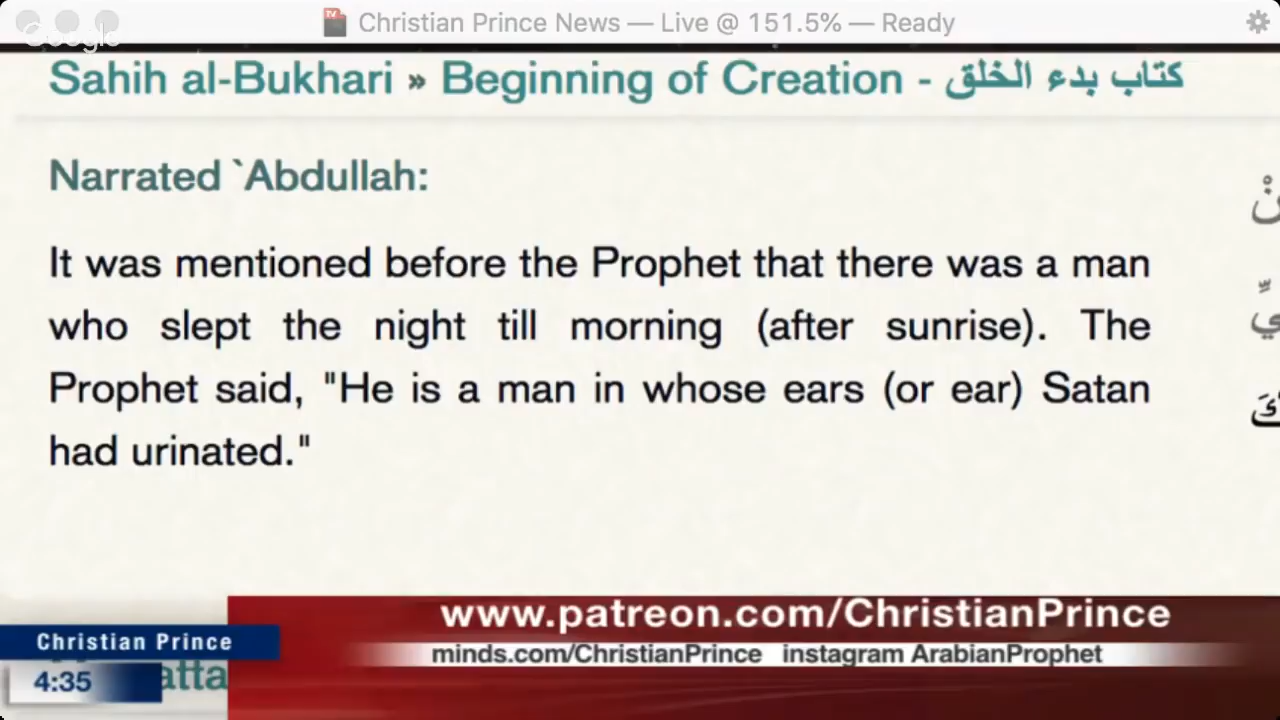 Christian Prince News — Live @ 151.5% — Ready
Google
Sahih al-Bukhari » Beginning of Creation - كتاب بدء الخلق
Narrated `Abdullah:
It was mentioned before the Prophet that there was a man
who slept the night till morning (after sunrise). The
Prophet said, "He is a man in whose ears (or ear) Satan
had urinated."
www.patreon.com/ChristianPrince
Christian Prince
minds.com/ChristianPrince instagram ArabianProphet
4:35